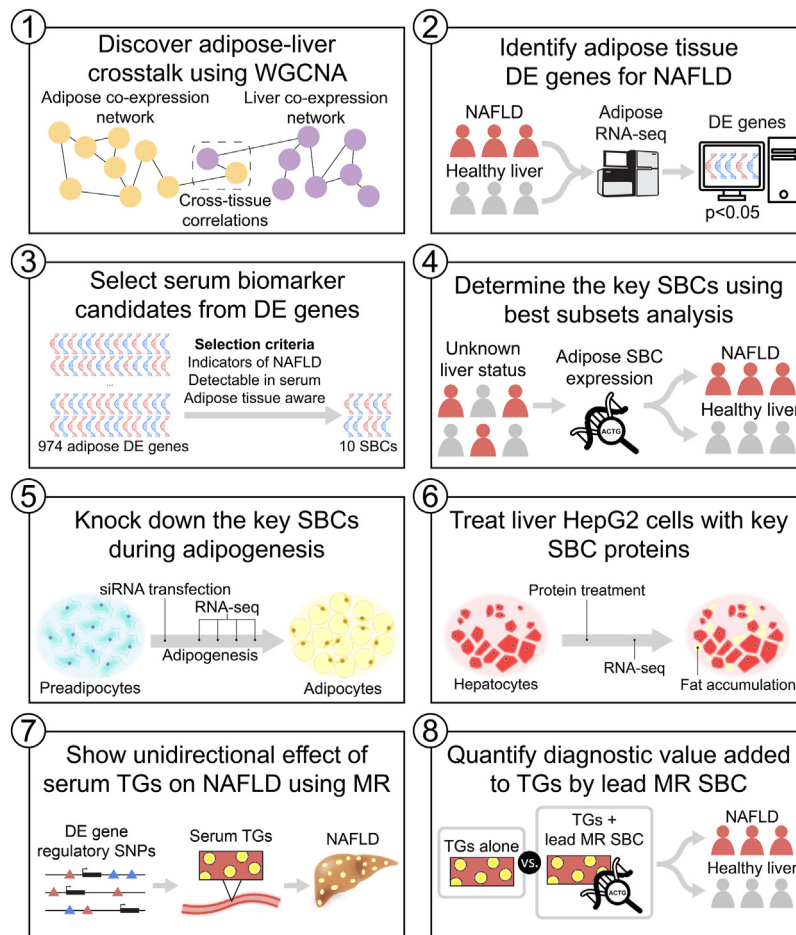 1
Discover adipose-liver
crosstalk using WGCNA
Adipose co-expression
network
Liver co-expression
network
Cross-tissue
correlations
2
Identify adipose tissue
DE genes for NAFLD
NAFLD
Healthy liver
Adipose
RNA-seq
DE genes
p<0.05
3
Select serum biomarker
candidates from DE genes
...
974 adipose DE genes
Selection criteria
Indicators of NAFLD
Detectable in serum
Adipose tissue aware
10 SBCs
4
Determine the key SBCs using
best subsets analysis
Unknown
liver status
Adipose SBC
expression
ACTG
NAFLD
Healthy liver
5
Knock down the key SBCs
during adipogenesis
siRNA transfection
RNA-seq
Adipogenesis
Preadipocytes
Adipocytes
6
Treat liver HepG2 cells with key
SBC proteins
Protein treatment
RNA-seq
Hepatocytes
Fat accumulation
7
Show unidirectional effect of
serum TGs on NAFLD using MR
DE gene
regulatory SNPs
Serum TGs
NAFLD
8
Quantify diagnostic value added
to TGs by lead MR SBC
TGs alone
vs.
TGs +
lead MR SBC
ACTG
NAFLD
Healthy liver